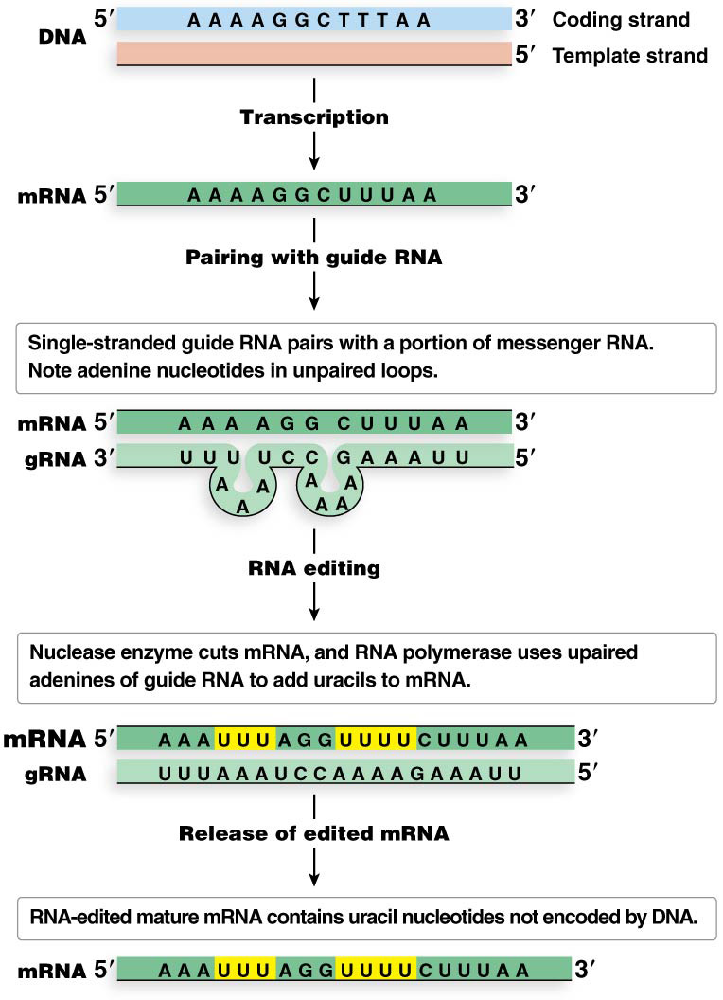 5′ A A A A G G C T T T A A 3′ Coding strand
DNA
5′ Template strand
Transcription
mRNA 5′ A A A A G G C U U U A A 3′
Pairing with guide RNA
Single-stranded guide RNA pairs with a portion of messenger RNA.
Note adenine nucleotides in unpaired loops.
mRNA 5′ A A A A G G C U U U A A 3′
gRNA 3′ U U U U C C G A A A U U 5′
A A A A
A A A
RNA editing
Nuclease enzyme cuts mRNA, and RNA polymerase uses upaired
adenines of guide RNA to add uracils to mRNA.
mRNA 5′ A A A U U U A G G U U U U C U U U A A 3′
gRNA U U U A A A U C C A A A A G A A A U U 5′
Release of edited mRNA
RNA-edited mature mRNA contains uracil nucleotides not encoded by DNA.
mRNA 5′ A A A U U U A G G U U U U C U U U A A 3′